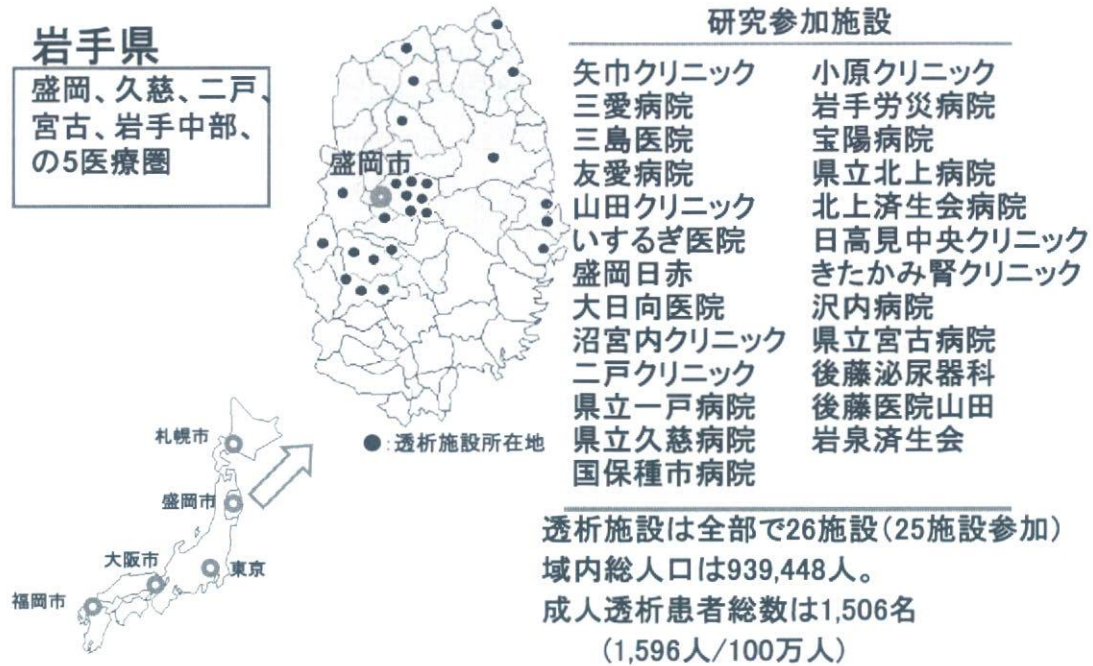 岩手県
盛岡、久慈、二戸、
宮古、岩手中部、
の5医療圏
盛岡市
●:透析施設所在地
札幌市
盛岡市
大阪市
東京
福岡市
研究参加施設
矢巾クリニック
三愛病院
三島医院
友愛病院
山田クリニック
いするぎ医院
盛岡日赤
大日向医院
沼宮内クリニック
二戸クリニック
県立一戸病院
県立久慈病院
国保種市病院
小原クリニック
岩手労災病院
宝陽病院
県立北上病院
北上済生会病院
日高見中央クリニック
きたかみ腎クリニック
沢内病院
県立宮古病院
後藤泌尿器科
後藤医院山田
岩泉済生会
透析施設は全部で26施設(25施設参加)
域内総人口は939,448人。
成人透析患者総数は1,506名
(1,596人/100万人)